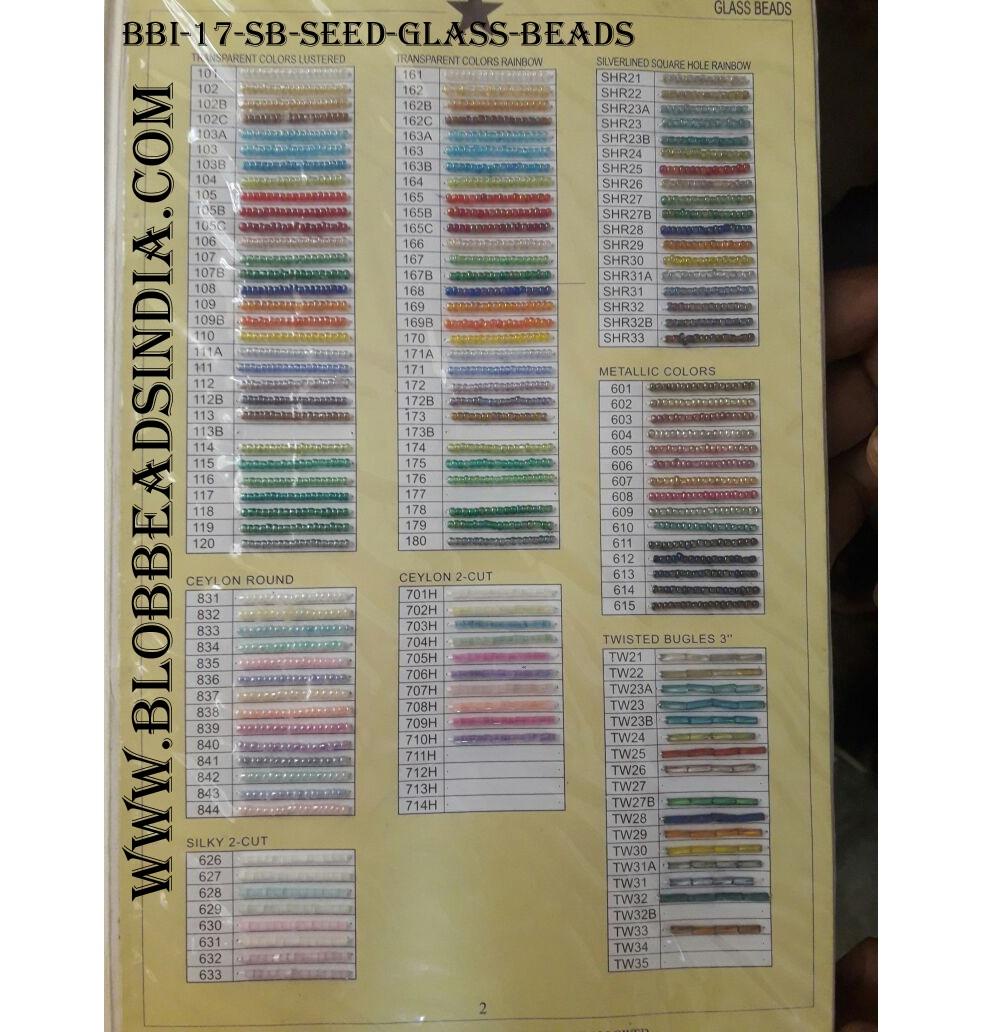 GLASS BEADS
BBI-17-SB-SEED-GLASS-BEADS
WWW.BLOBBEADSINDIA.COM
TRANSPARENT COLORS LUSTERED
101
102
102B
102C
103A
103
103B
104
105
105B
105C
106
107
107B
108
109
109B
110
111A
111
112
112B
113
113B
114
115
116
117
118
119
120
CEYLON ROUND
831
832
833
834
835
836
837
838
839
840
841
842
843
844
SILKY 2-CUT
626
627
628
629
630
631
632
633
TRANSPARENT COLORS RAINBOW
161
162
162B
162C
163A
163
163B
164
165
165B
165C
166
167
167B
168
169
169B
170
171A
171
172
172B
173
173B
174
175
176
177
178
179
180
CEYLON 2-CUT
701H
702H
703H
704H
705H
706H
707H
708H
709H
710H
711H
712H
713H
714H
SILVERLINED SQUARE HOLE RAINBOW
SHR21
SHR22
SHR23A
SHR23
SHR23B
SHR24
SHR25
SHR26
SHR27
SHR27B
SHR28
SHR29
SHR30
SHR31A
SHR31
SHR32
SHR32B
SHR33
METALLIC COLORS
601
602
603
604
605
606
607
608
609
610
611
612
613
614
615
TWISTED BUGLES 3"
TW21
TW22
TW23A
TW23
TW23B
TW24
TW25
TW26
TW27
TW27B
TW28
TW29
TW30
TW31A
TW31
TW32
TW32B
TW33
TW34
TW35
2